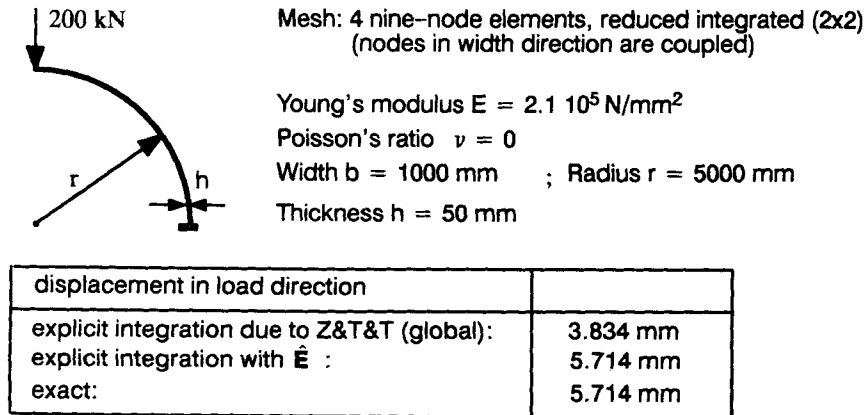 200 kN
Mesh: 4 nine-node elements, reduced integrated (2x2)
(nodes in width direction are coupled)
Young's modulus E = 2.1 10⁵ N/mm²
Poisson's ratio ν = 0
Width b = 1000 mm ; Radius r = 5000 mm
Thickness h = 50 mm
r
h
displacement in load direction
explicit integration due to Z&T&T (global): 3.834 mm
explicit integration with Ê : 5.714 mm
exact: 5.714 mm